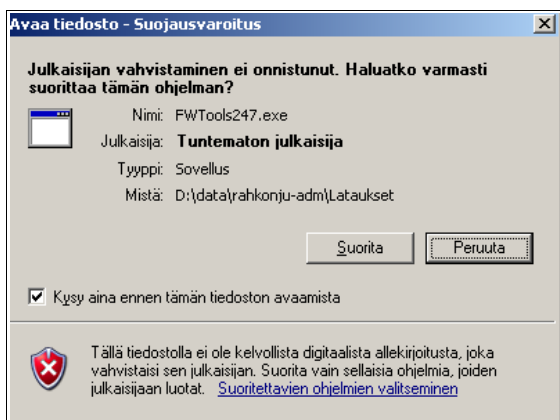 Avaa tiedosto - Suojausvaroitus
Julkaisijan vahvistaminen ei onnistunut. Haluatko varmasti
suorittaa tämän ohjelman?
Nimi: FWTools247.exe
Julkaisija: Tuntematon julkaisija
Tyyppi: Sovellus
Mistä: D:\data\rahkonju-adm\Lataukset
Suorita Peruuta
Kysy aina ennen tämän tiedoston avaamista
Tällä tiedostolla ei ole kelvollista digitaalista allekirjoitusta, joka
vahvistaisi sen julkaisijan. Suorita vain sellaisia ohjelmia, joiden
julkaisijaan luotat. Suoritettavien ohjelmien valitseminen